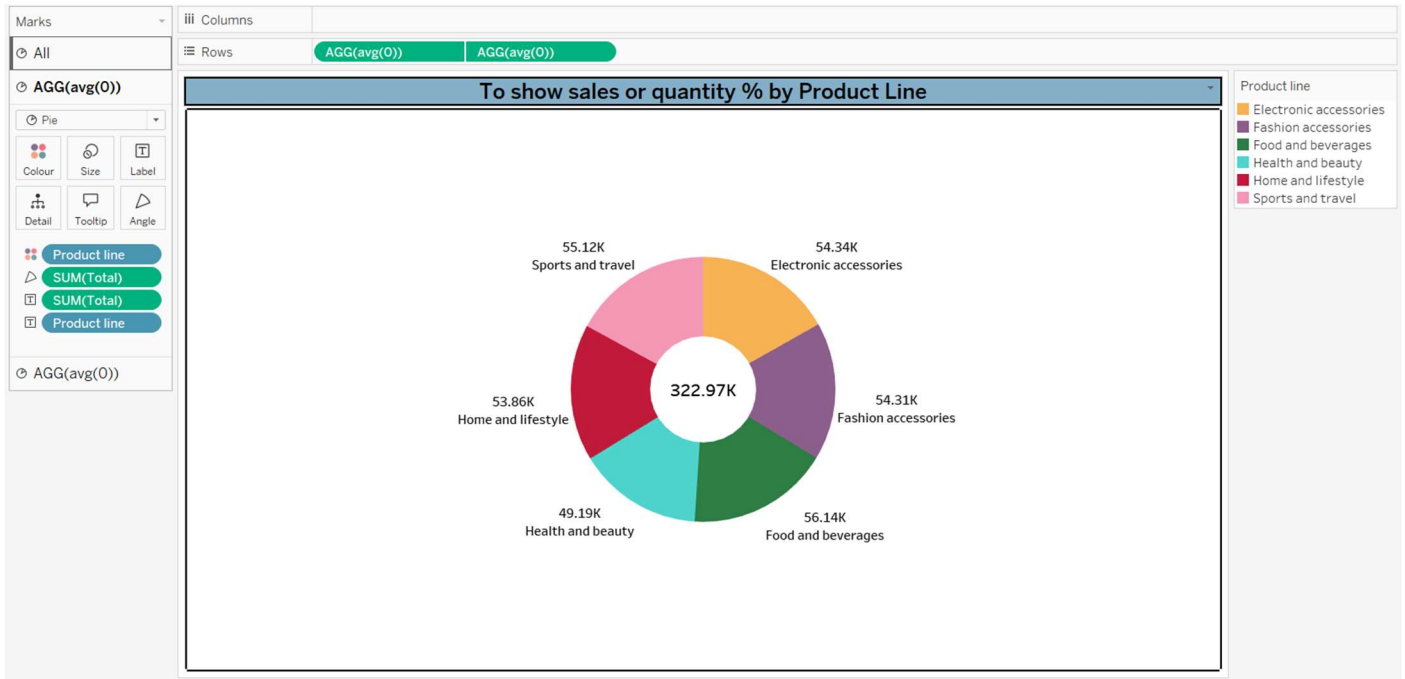 Marks
All
AGG(avg(0))
Pie
Colour Size Label
Detail Tooltip Angle
Product line
SUM(Total)
T SUM(Total)
T Product line
AGG(avg(0))
Columns
Rows AGG(avg(0)) AGG(avg(0))
To show sales or quantity % by Product Line
55.12K
Sports and travel
54.34K
Electronic accessories
53.86K
Home and lifestyle
322.97K
54.31K
Fashion accessories
49.19K
Health and beauty
56.14K
Food and beverages
Product line
Electronic accessories
Fashion accessories
Food and beverages
Health and beauty
Home and lifestyle
Sports and travel